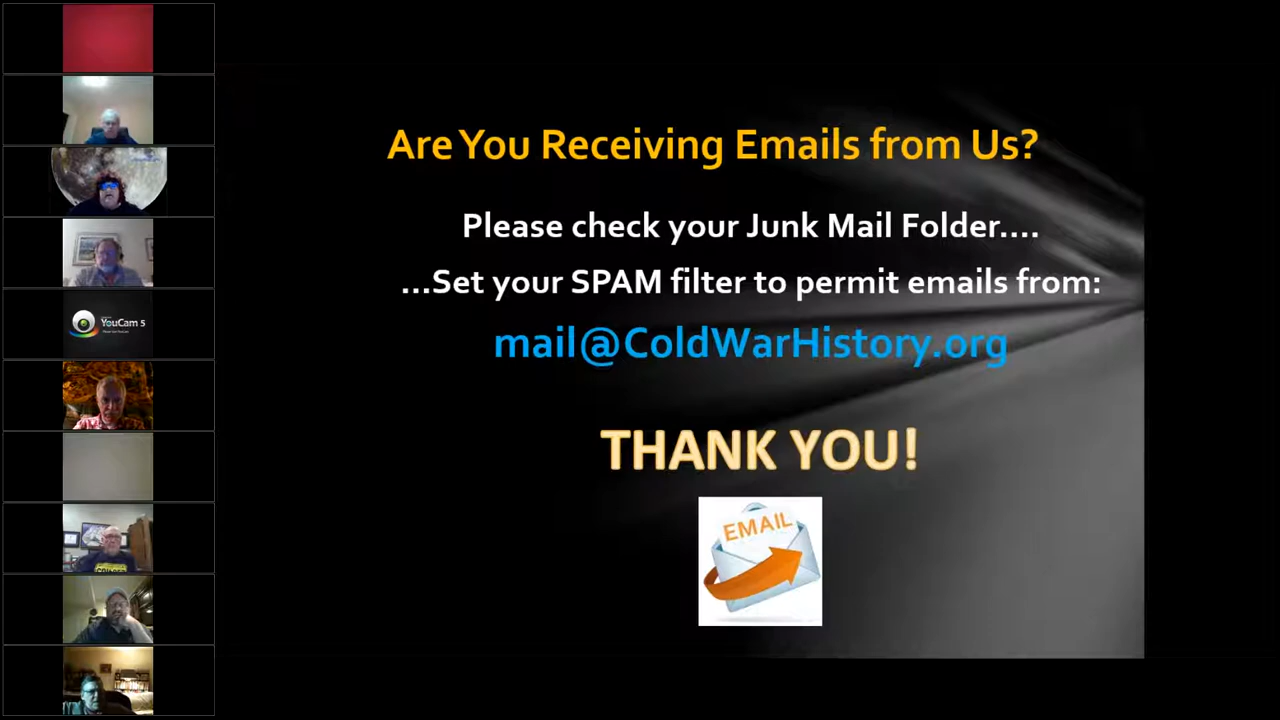 Are You Receiving Emails from Us?
Please check your Junk Mail Folder....
...Set your SPAM filter to permit emails from:
mail@ColdWarHistory.org
THANK YOU!
EMAIL
YouCam 5